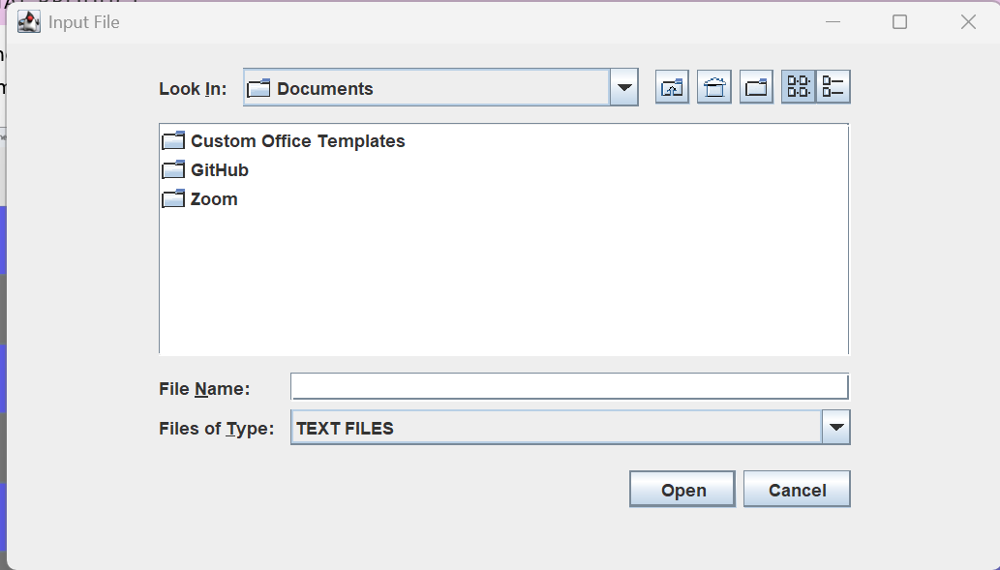 Input File
Look In: Documents
Custom Office Templates
GitHub
Zoom
File Name:
Files of Type: TEXT FILES
Open Cancel